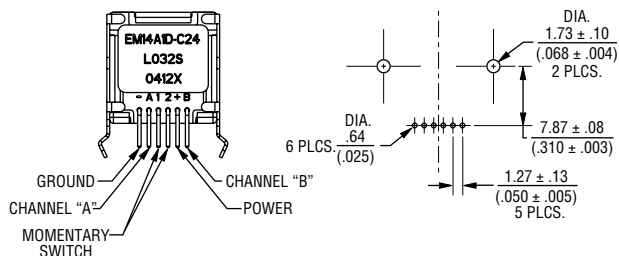 EM14A1D-C24
L032S
0412X
- A 1 2 + B
GROUND
CHANNEL "A"
MOMENTARY
SWITCH
CHANNEL "B"
POWER
DIA.
1.73 ± .10
(.068 ± .004)
2 PLCS.
DIA.
6 PLCS. .64
(.025)
7.87 ± .08
(.310 ± .003)
1.27 ± .13
(.050 ± .005)
5 PLCS.